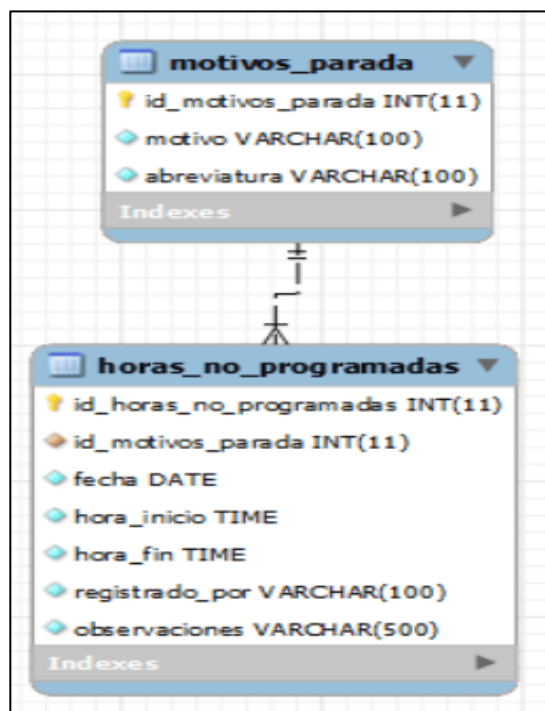 motivos_parada
id_motivos_parada INT(11)
motivo VARCHAR(100)
abreviatura VARCHAR(100)
Indexes
horas_no_programadas
id_horas_no_programadas INT(11)
id_motivos_parada INT(11)
fecha DATE
hora_inicio TIME
hora_fin TIME
registrado_por VARCHAR(100)
observaciones VARCHAR(500)
Indexes